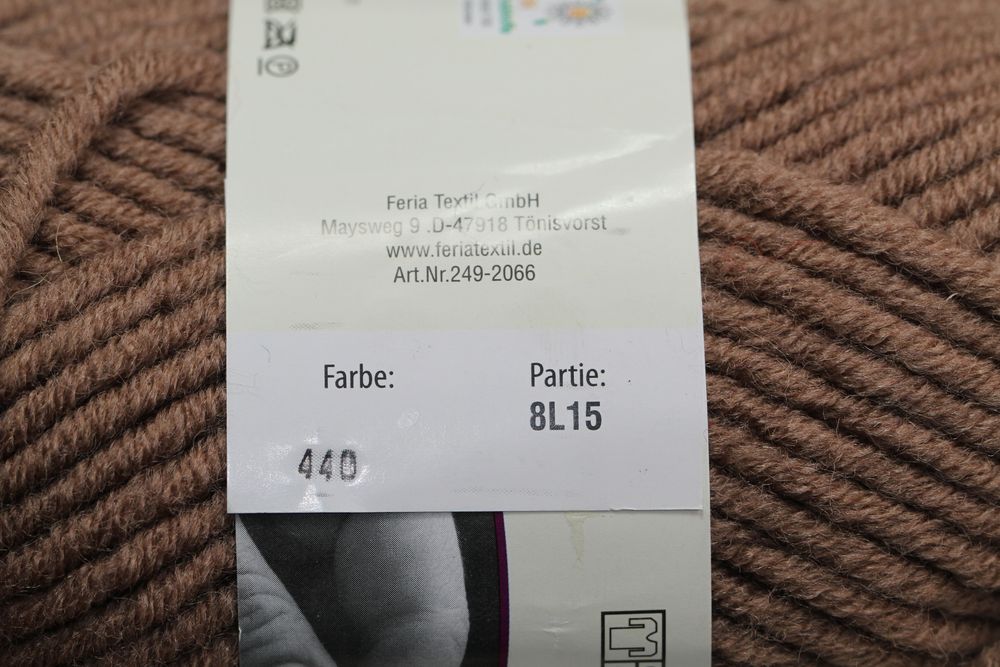 Feria Textil GmbH
Maysweg 9 .D-47918 Tönisvorst
www.feriatextil.de
Art.Nr.249-2066
Farbe: Partie:
8L15
440